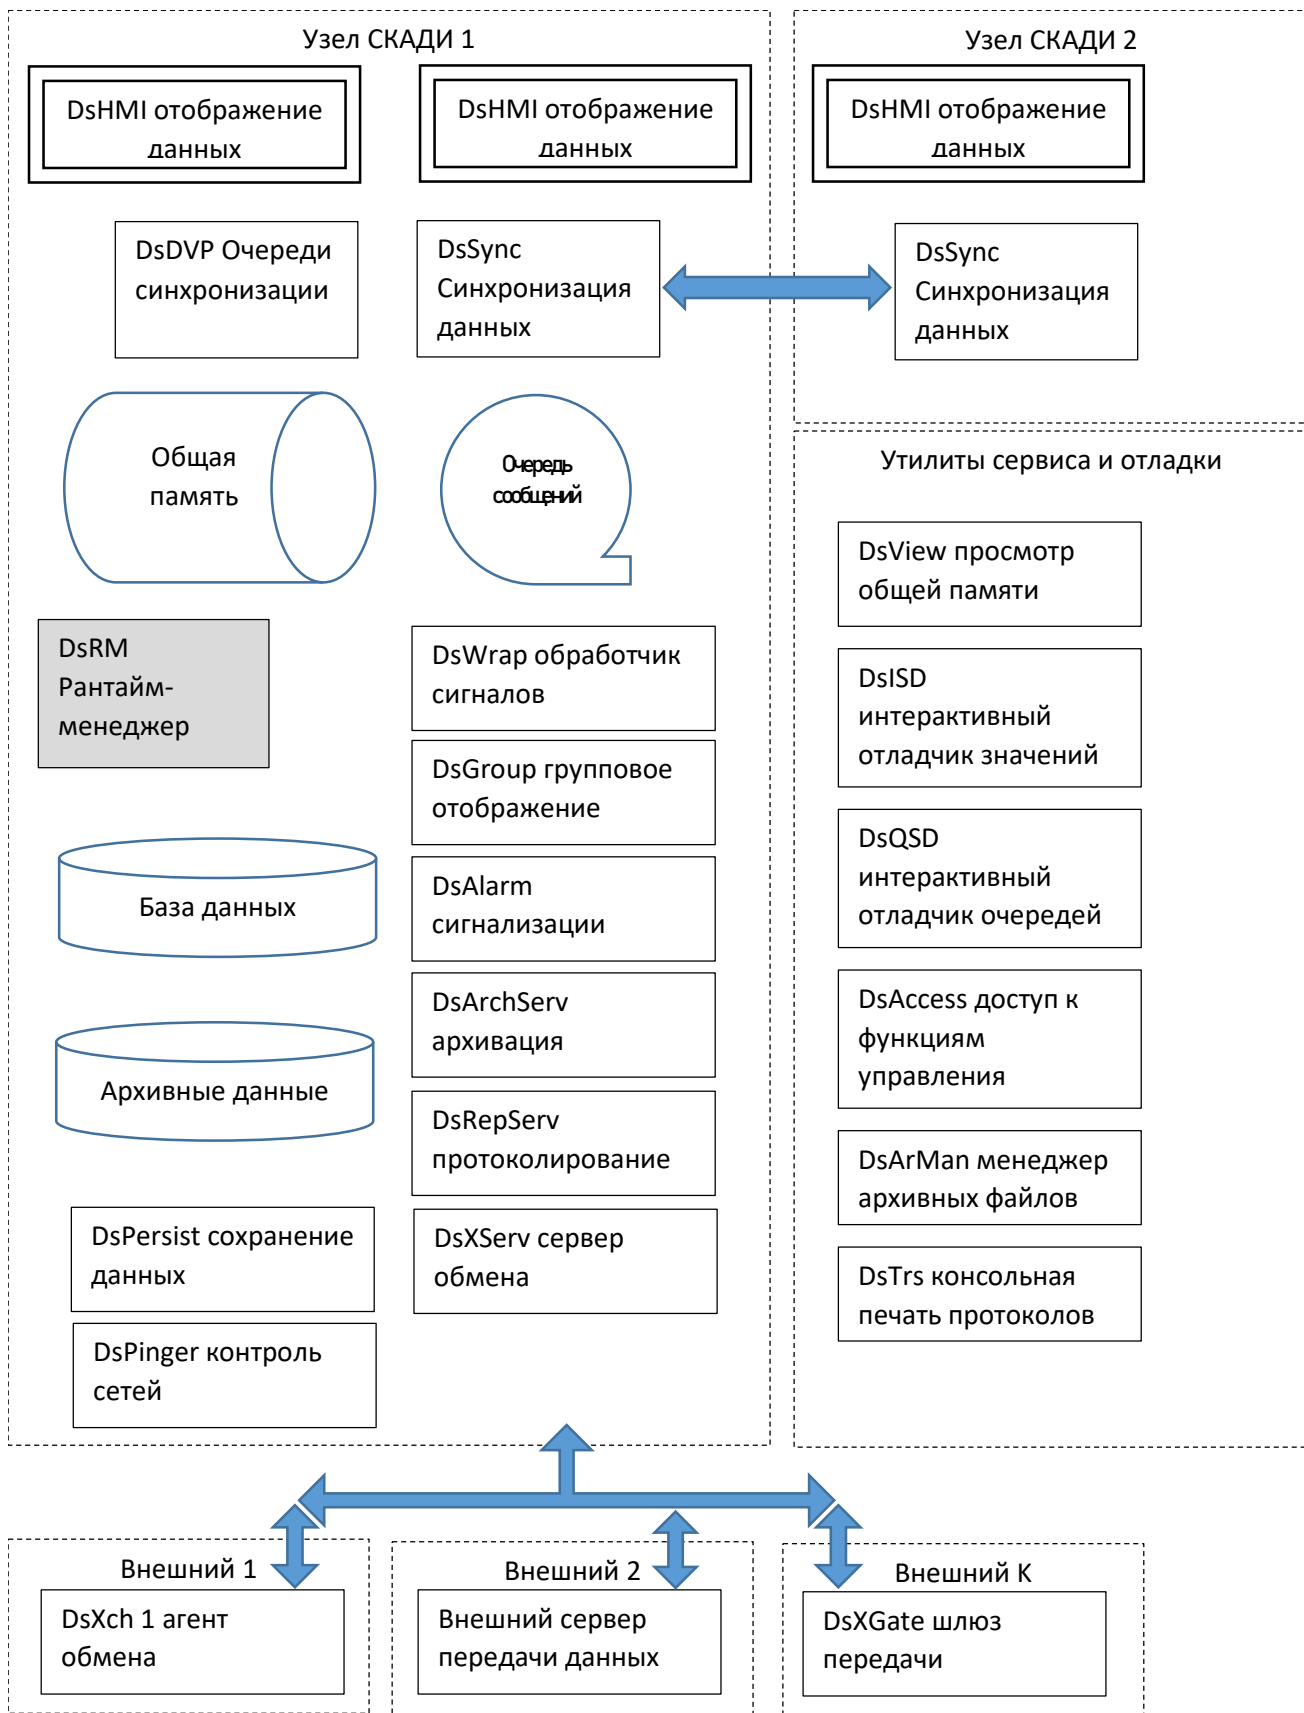 Узел СКАДИ 1
DsHMI отображение
данных
DsHMI отображение
данных
DsDVP Очереди
синхронизации
DsSync
Синхронизация
данных
Общая
память
Очередь
сообщений
DsRM
Рантайм-
менеджер
DsWrap обработчик
сигналов
DsGroup групповое
отображение
База данных
DsAlarm
сигнализации
DsArchServ
архивация
Архивные данные
DsRepServ
протоколирование
DsPersist сохранение
данных
DsXServ сервер
обмена
DsPinger контроль
сетей
Узел СКАДИ 2
DsHMI отображение
данных
DsSync
Синхронизация
данных
Утилиты сервиса и отладки
DsView просмотр
общей памяти
DsISD
интерактивный
отладчик значений
DsQSD
интерактивный
отладчик очередей
DsAccess доступ к
функциям
управления
DsArMan менеджер
архивных файлов
DsTrs консольная
печать протоколов
Внешний 1
DsXch 1 агент
обмена
Внешний 2
Внешний сервер
передачи данных
Внешний K
DsXGate шлюз
передачи